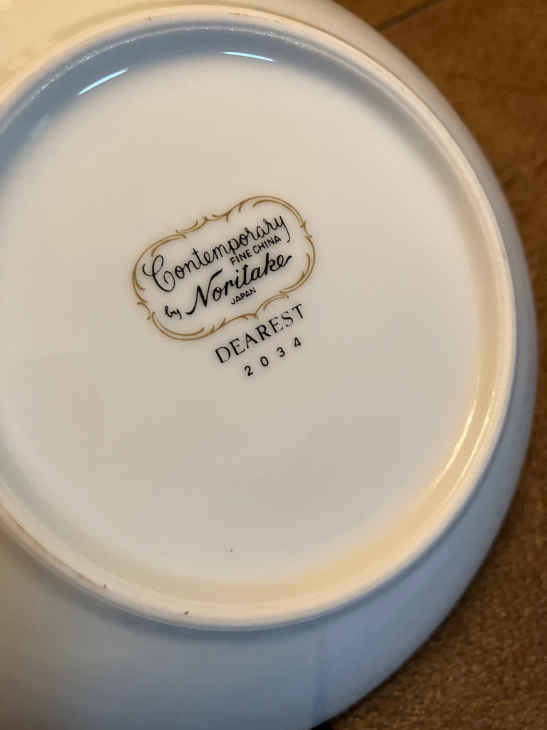 Contemporary
FINE CHINA
by Noritake
JAPAN
DEAREST
2034